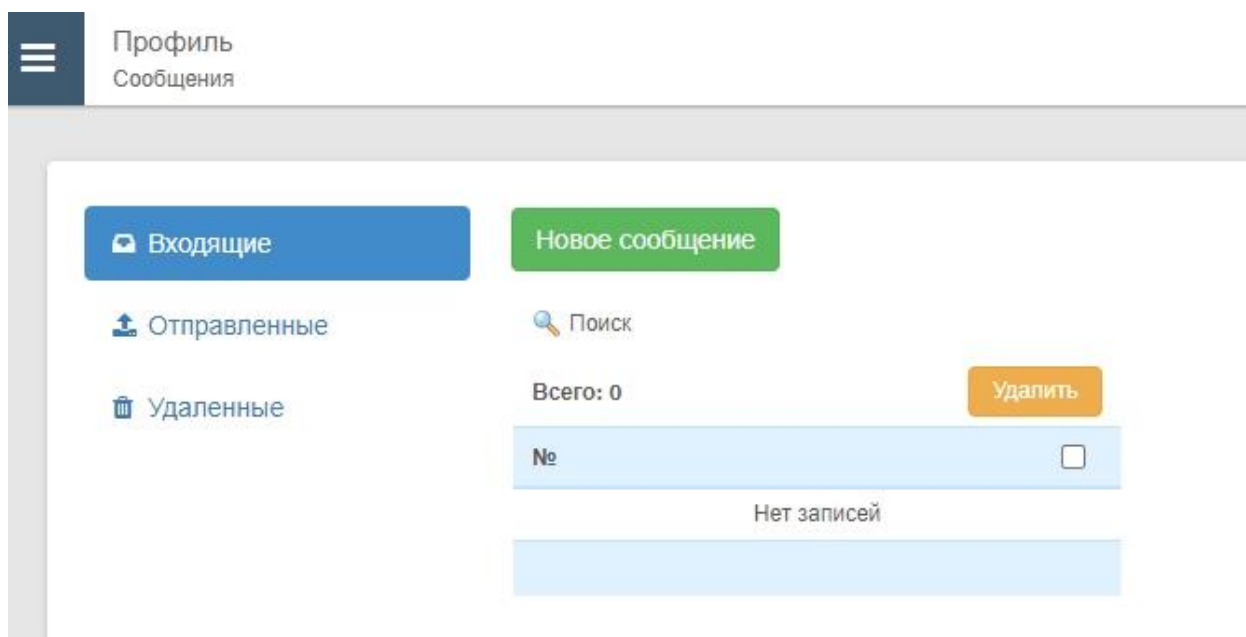 Профиль
Сообщения
Входящие
Отправленные
Удаленные
Новое сообщение
Поиск
Всего: 0
Удалить
№
Нет записей